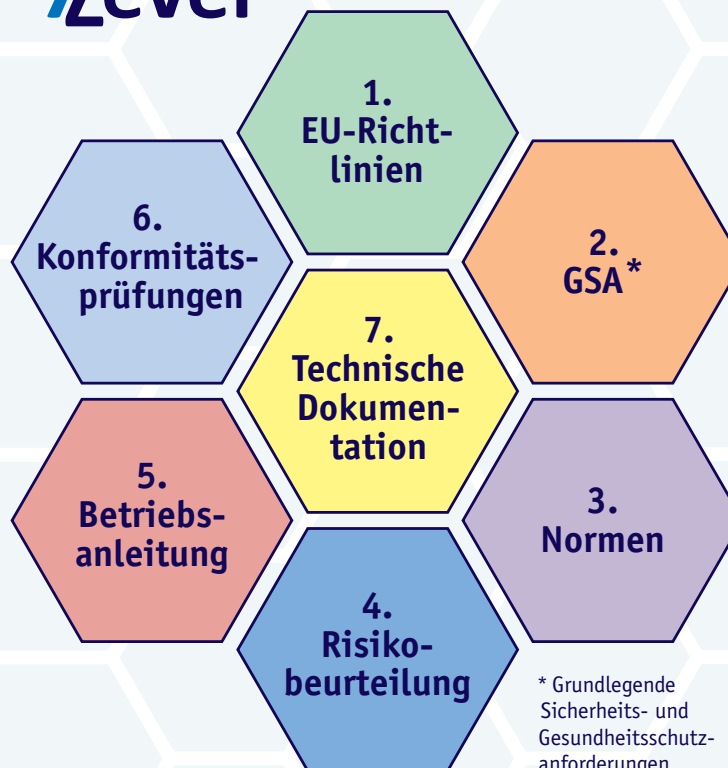 1.
EU-Richt-
linien
2.
GSA*
3.
Normen
4.
Risiko-
beurteilung
5.
Betriebs-
anleitung
6.
Konformitäts-
prüfungen
7.
Technische
Dokumen-
tation
* Grundlegende
Sicherheits- und
Gesundheitsschutz-
anforderungen